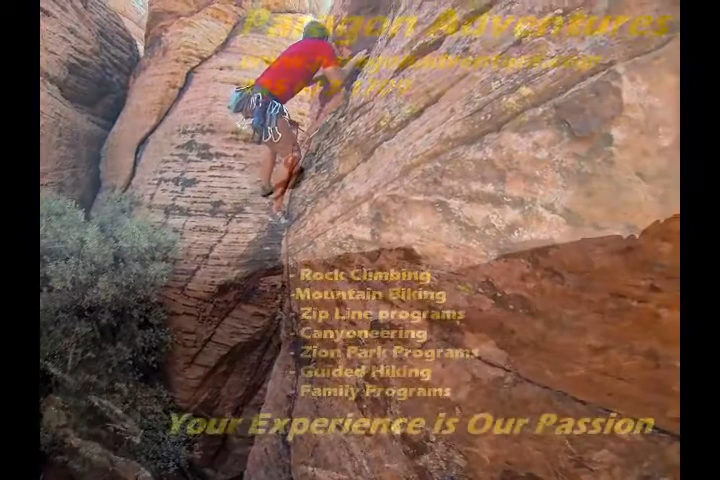 Paragon Adventures
- Rock Climbing
-Mountain Biking
- Zip Line programs
- Canyoneering
- Zion Park Programs
- Guided Hiking
- Family Programs
Your Experience is Our Passion